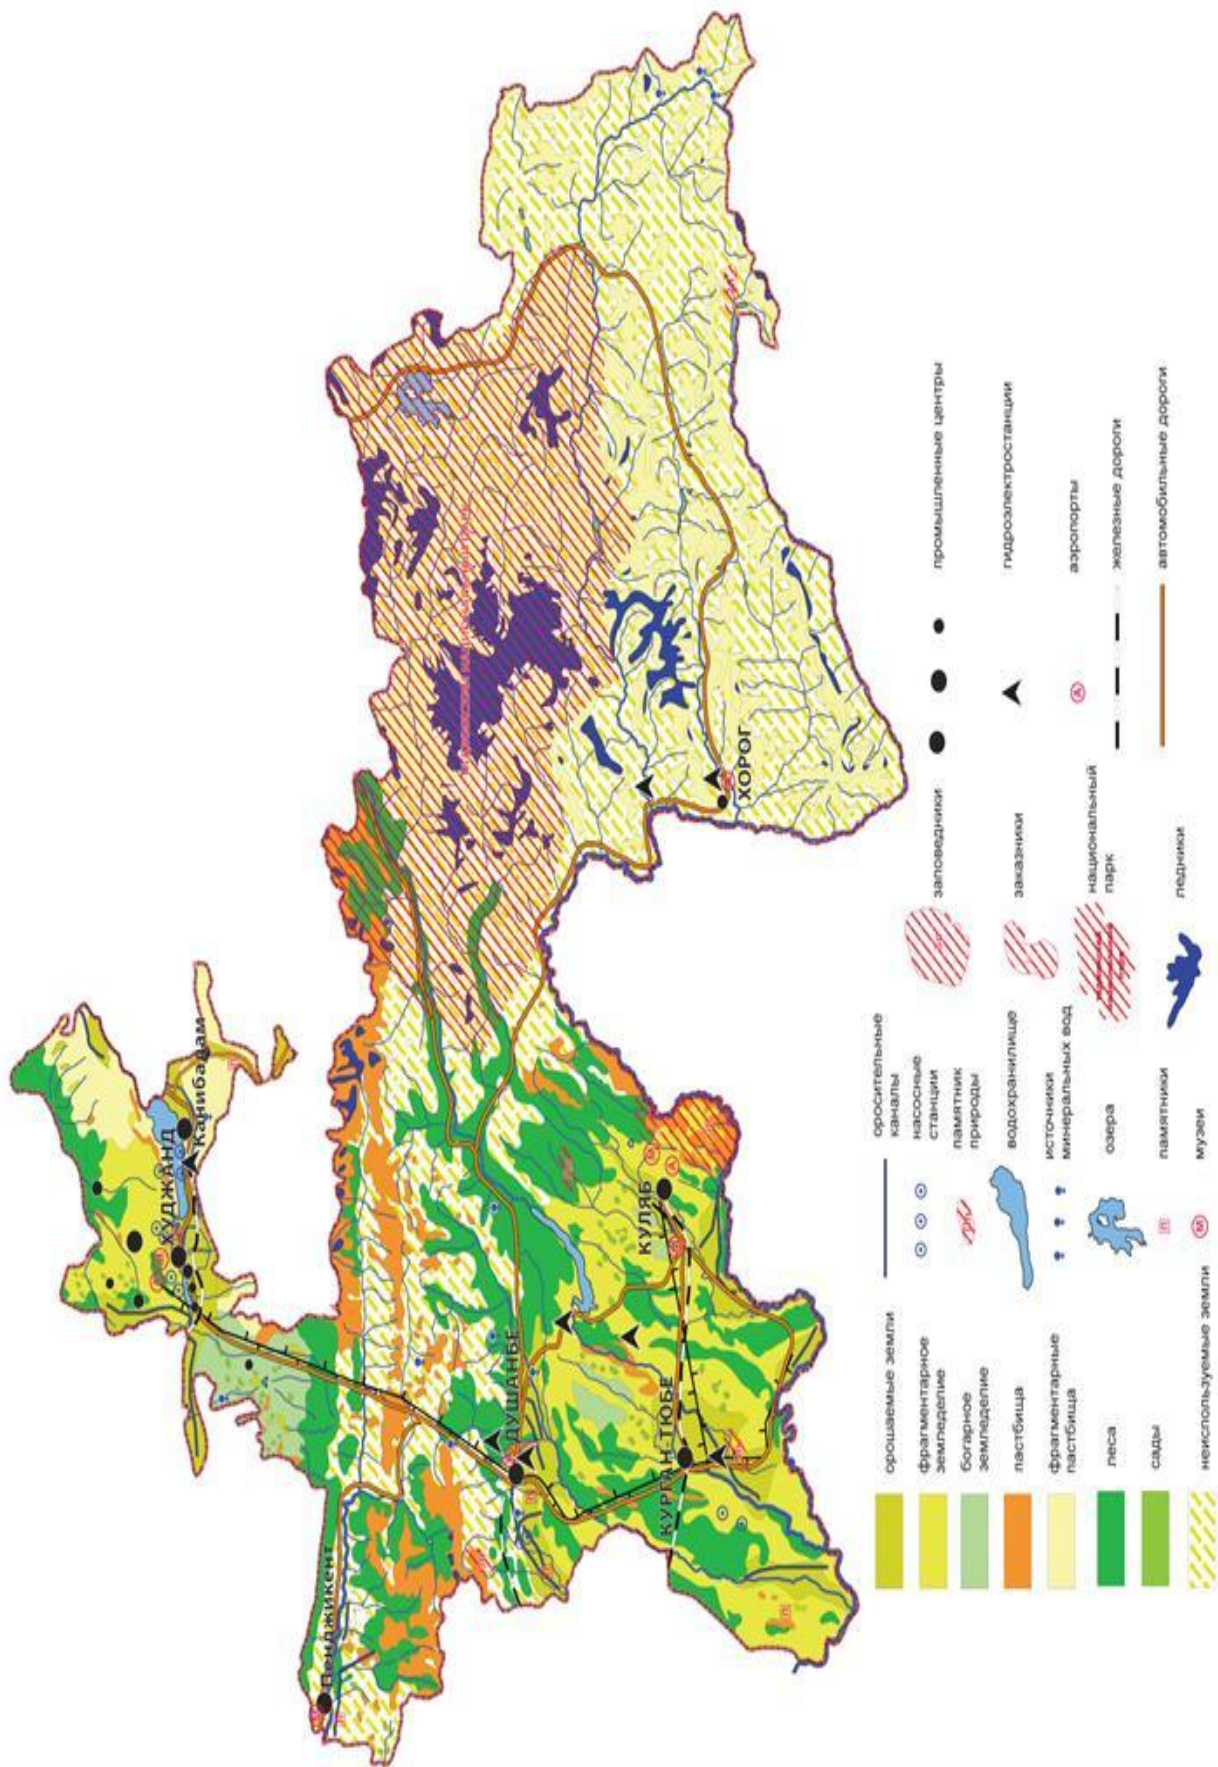 Пенджикент
ХУДЖАНД
Канибадам
ДУШАНБЕ
КУРГАН-ТЮБЕ
КУЛЯБ
ХОРОГ
орошаемые земли
фрагментарное
земледелие
богарное
земледелие
пастбища
фрагментарные
пастбища
леса
сады
неиспользуемые земли
оросительные
каналы
насосные
станции
памятник
природы
водохранилище
источники
минеральных вод
озера
П
памятники
М
музеи
заповедники
заказники
национальный
парк
ледники
промышленные центры
гидроэлектростанции
А
аэропорты
железные дороги
автомобильные дороги